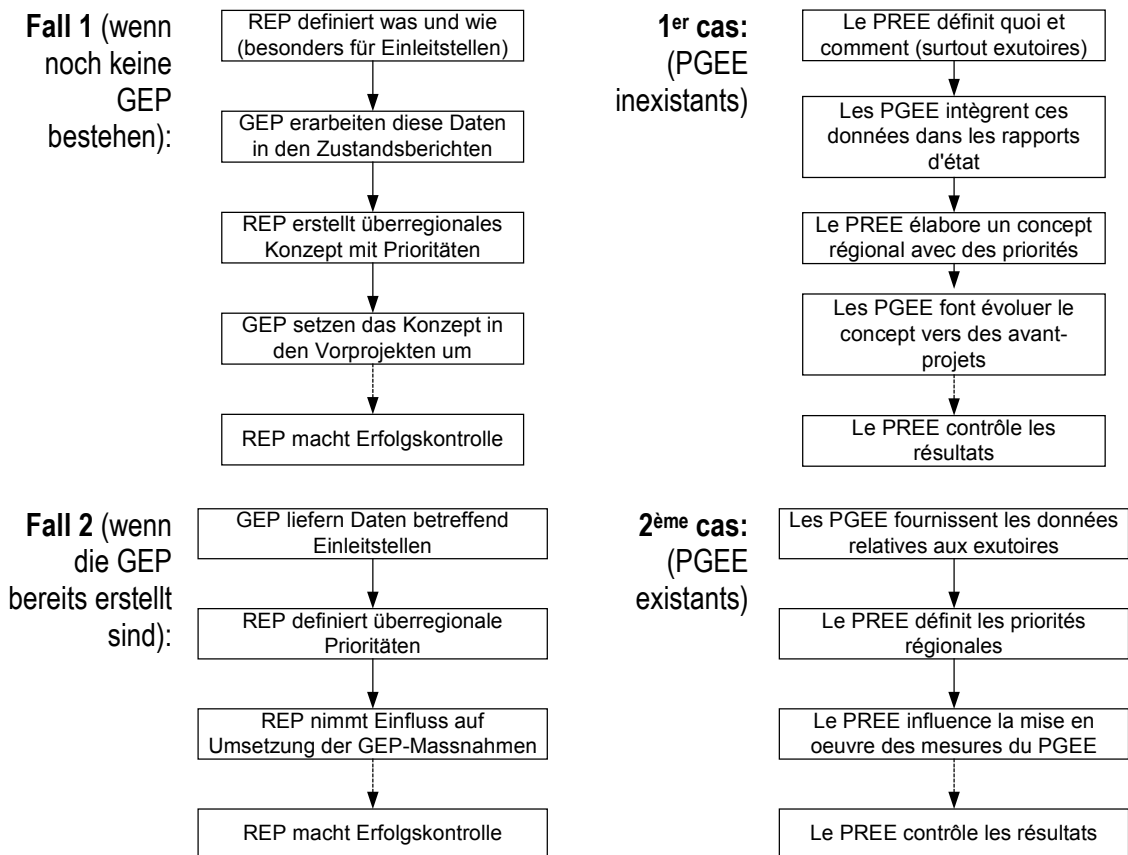 Fall 1 (wenn
noch keine
GEP
bestehen):
REP definiert was und wie
(besonders für Einleitstellen)
GEP erarbeiten diese Daten
in den Zustandsberichten
REP erstellt überregionales
Konzept mit Prioritäten
GEP setzen das Konzept in
den Vorprojekten um
REP macht Erfolgskontrolle
1er cas:
(PGEE
inexistants)
Le PREE définit quoi et
comment (surtout exutoires)
Les PGEE intègrent ces
données dans les rapports
d'état
Le PREE élabore un concept
régional avec des priorités
Les PGEE font évoluer le
concept vers des avant-
projets
Le PREE contrôle les
résultats
Fall 2 (wenn
die GEP
bereits erstellt
sind):
GEP liefern Daten betreffend
Einleitstellen
REP definiert überregionale
Prioritäten
REP nimmt Einfluss auf
Umsetzung der GEP-Massnahmen
REP macht Erfolgskontrolle
2ème cas:
(PGEE
existants)
Les PGEE fournissent les données
relatives aux exutoires
Le PREE définit les priorités
régionales
Le PREE influence la mise en
oeuvre des mesures du PGEE
Le PREE contrôle les résultats